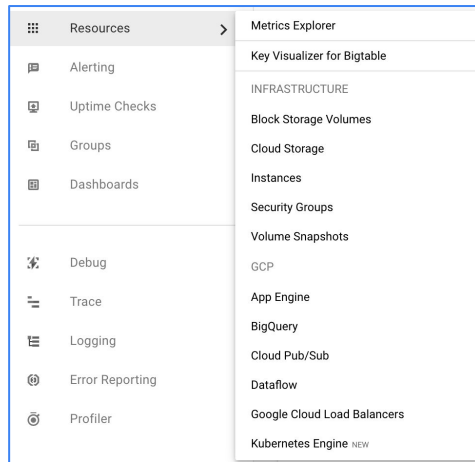 Resources
Alerting
Uptime Checks
Groups
Dashboards
Debug
Trace
Logging
Error Reporting
Profiler
Metrics Explorer
Key Visualizer for Bigtable
INFRASTRUCTURE
Block Storage Volumes
Cloud Storage
Instances
Security Groups
Volume Snapshots
GCP
App Engine
BigQuery
Cloud Pub/Sub
Dataflow
Google Cloud Load Balancers
Kubernetes Engine NEW